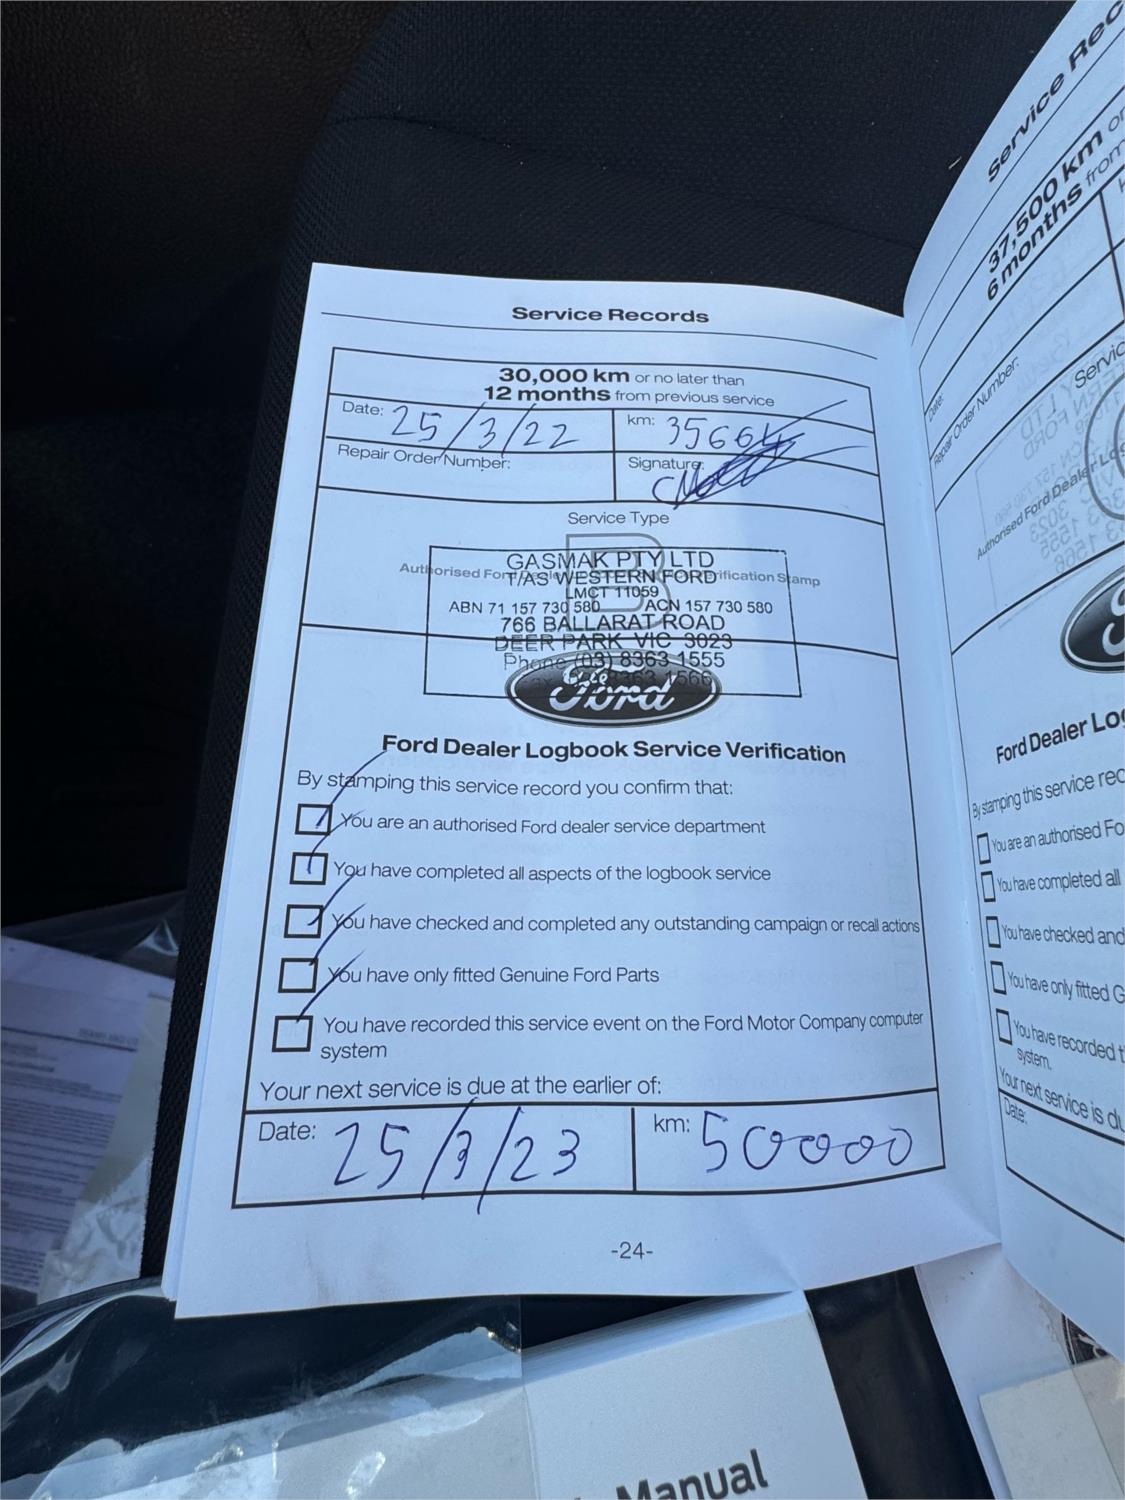 Service Records
30,000 km or no later than
12 months from previous service
Date: 25/3/22
km: 35664
Repair Order Number:
Signature:
Service Type
B
Authorised Ford Stamp
GASMAK PTY LTD
T/AS WESTERN FORD
LMCT 11059
ABN 71 157 730 580 ACN 157 730 580
766 BALLARAT ROAD
DEER PARK VIC 3023
Phone (03) 8363 1555
8363 1566
Ford
Ford Dealer Logbook Service Verification
By stamping this service record you confirm that:
You are an authorised Ford dealer service department
You have completed all aspects of the logbook service
You have checked and completed any outstanding campaign or recall actions
You have only fitted Genuine Ford Parts
You have recorded this service event on the Ford Motor Company computer
system
Your next service is due at the earlier of:
Date: 25/3/23
km: 50000
-24-
Service Rec
37,500 km or
6 months from
Date:
Repair Order Number:
Servic
Authorised Ford Dealer Lo
Ford Dealer Lo
By stamping this service rec
You are an authorised Fo
You have completed all
You have checked and
You have only fitted G
You have recorded t
system.
Your next service is du
Date:
Manual